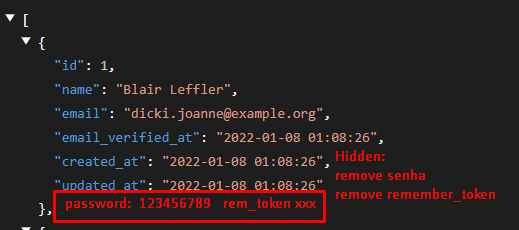 [
{
"id": 1,
"name": "Blair Leffler",
"email": "dicki.joanne@example.org",
"email_verified_at": "2022-01-08 01:08:26",
"created_at": "2022-01-08 01:08:26",
"updated_at": "2022-01-08 01:08:26"
},
password: 123456789 rem_token xxx
Hidden:
remove senha
remove remember_token
{